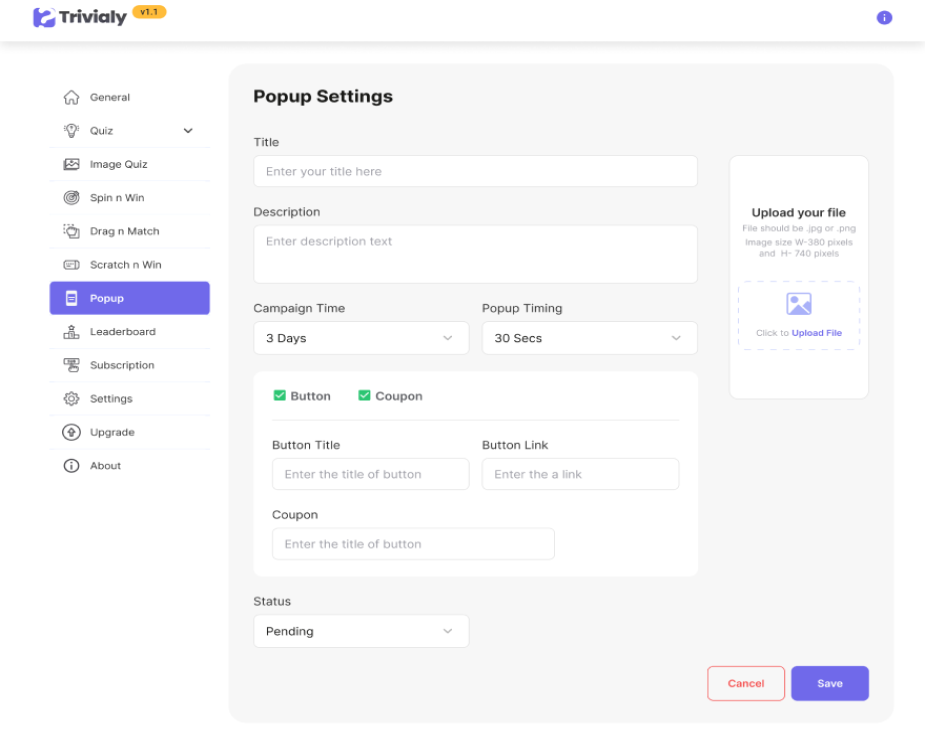 Trivialy v1.1
General
Quiz
Image Quiz
Spin n Win
Drag n Match
Scratch n Win
Popup
Leaderboard
Subscription
Settings
Upgrade
About
Popup Settings
Title
Enter your title here
Description
Enter description text
Campaign Time
3 Days
Popup Timing
30 Secs
Button
Coupon
Button Title
Enter the title of button
Button Link
Enter the a link
Coupon
Enter the title of button
Status
Pending
Upload your file
File should be .jpg or .png
Image size W-380 pixels
and H- 740 pixels
Click to Upload File
Cancel
Save